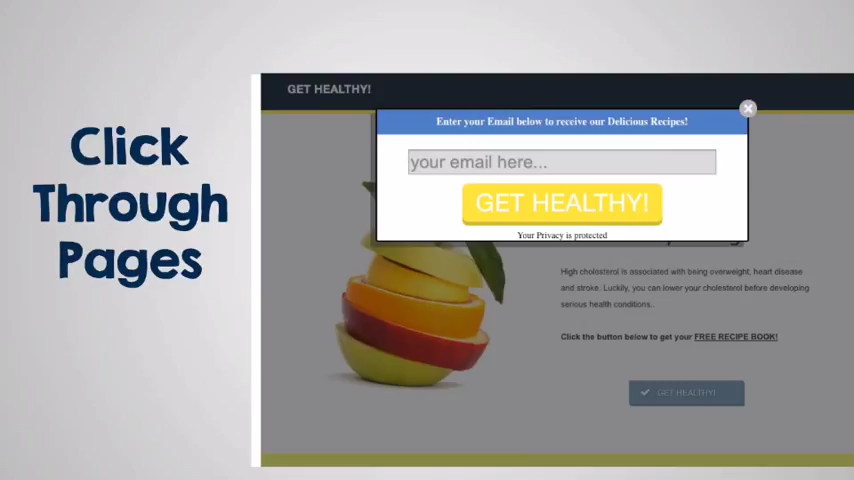 Click
Through
Pages
GET HEALTHY!
Enter your Email below to receive our Delicious Recipes!
your email here...
GET HEALTHY!
Your Privacy is protected
High cholesterol is associated with being overweight, heart disease
and stroke. Luckily, you can lower your cholesterol before developing
serious health conditions.
Click the button below to get your FREE RECIPE BOOK!
GET HEALTHY!